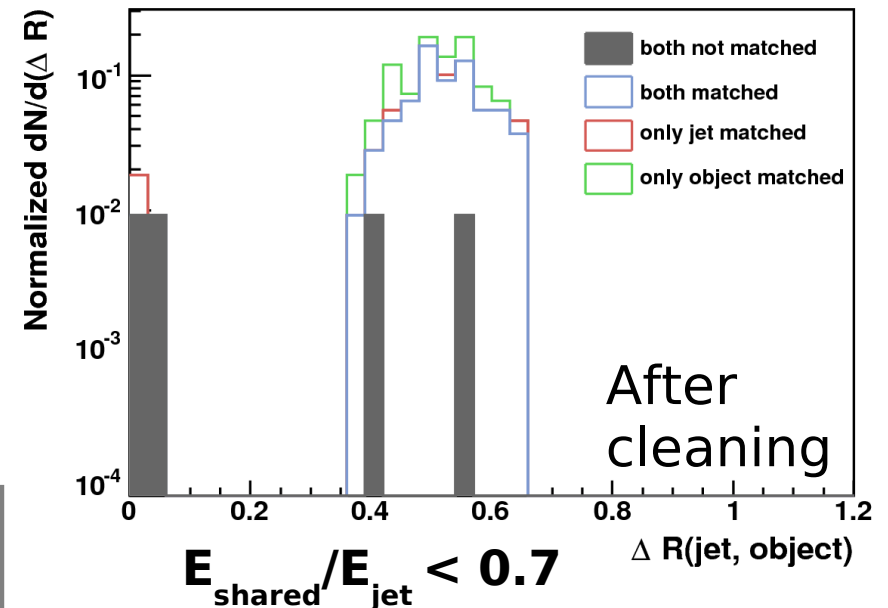 Normalized dN/d(Δ R)
10-1
10-2
10-3
10-4
both not matched
both matched
only jet matched
only object matched
After
cleaning
0 0.2 0.4 0.6 0.8 1 1.2
Δ R(jet, object)
Eshared/Ejet < 0.7